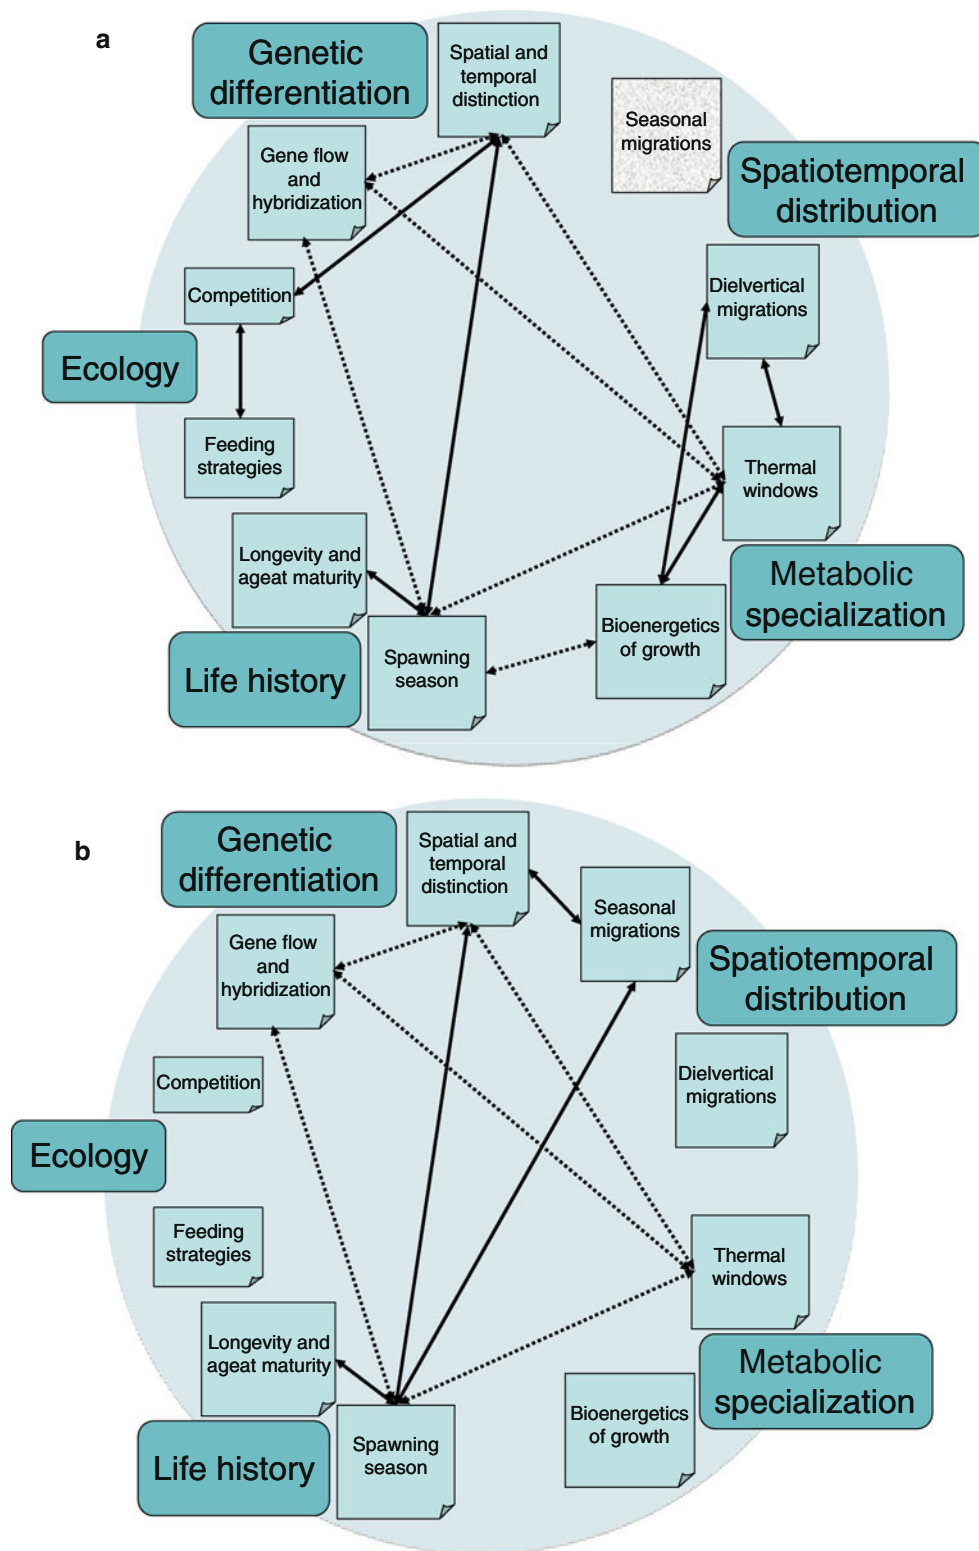 a
Genetic
differentiation
Spatial and
temporal
distinction
Seasonal
migrations
Gene flow
and
hybridization
Spatiotemporal
distribution
Competition
Dielvertical
migrations
Ecology
Feeding
strategies
Thermal
windows
Longevity and
ageat maturity
Metabolic
specialization
Life history
Spawning
season
Bioenergetics
of growth
b
Genetic
differentiation
Spatial and
temporal
distinction
Seasonal
migrations
Gene flow
and
hybridization
Spatiotemporal
distribution
Competition
Dielvertical
migrations
Ecology
Feeding
strategies
Thermal
windows
Longevity and
ageat maturity
Metabolic
specialization
Life history
Spawning
season
Bioenergetics
of growth